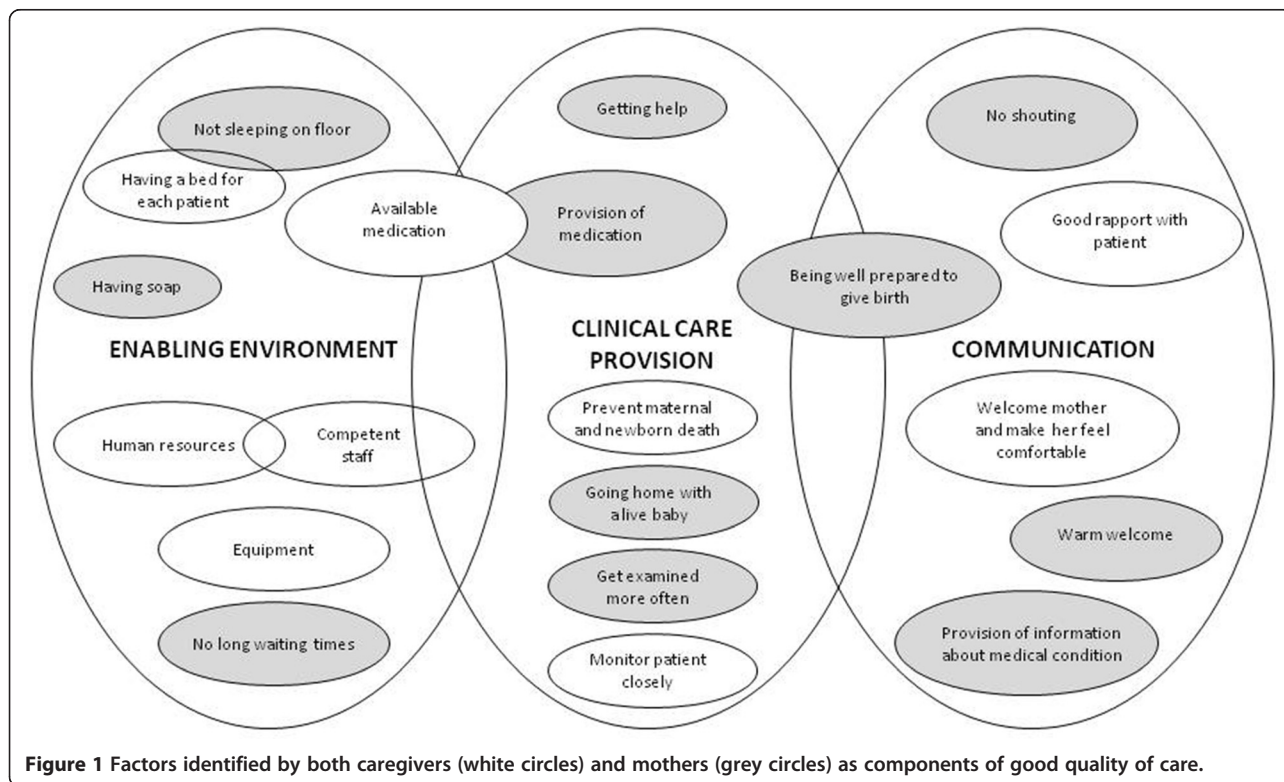 Not sleeping on floor
Having a bed for
each patient
Available
medication
Having soap
ENABLING ENVIRONMENT
Human resources
Competent
staff
Equipment
No long waiting times
Getting help
Provision of
medication
Being well prepared to
give birth
CLINICAL CARE
PROVISION
Prevent maternal
and newborn death
Going home with
alive baby
Get examined
more often
Monitor patient
closely
No shouting
Good rapport with
patient
COMMUNICATION
Welcome mother
and make her feel
comfortable
Warm welcome
Provision of information
about medical condition
Figure 1 Factors identified by both caregivers (white circles) and mothers (grey circles) as components of good quality of care.